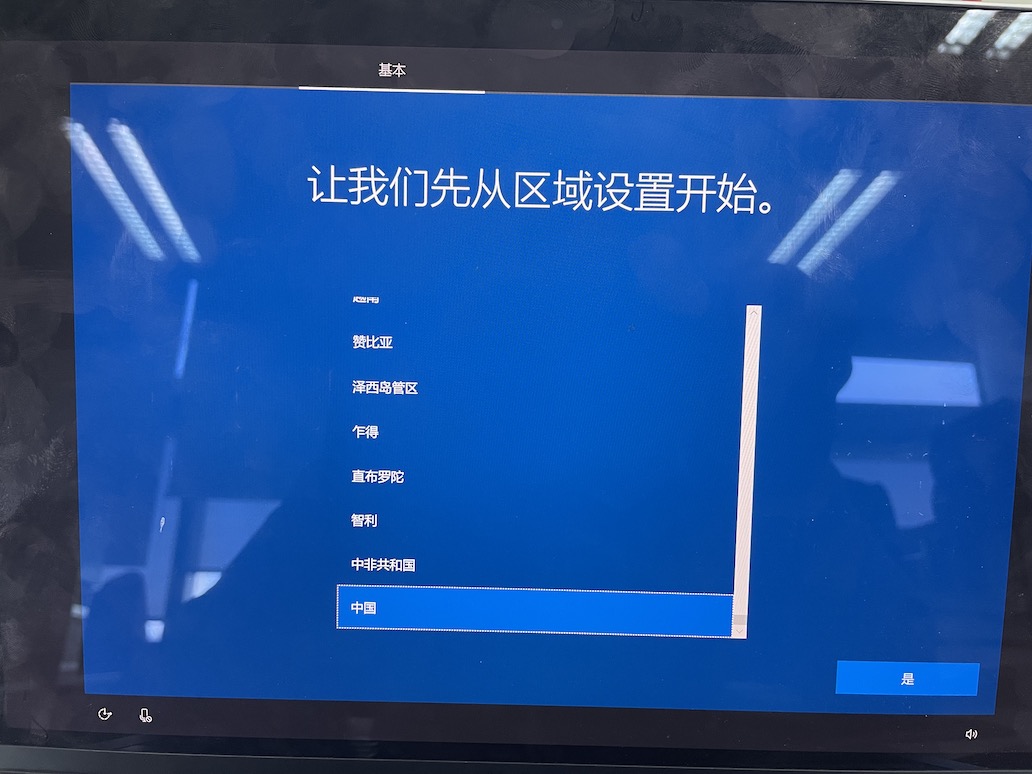 基本
让我们先从区域设置开始。
赞比亚
泽西岛管区
乍得
直布罗陀
智利
中非共和国
中国
是